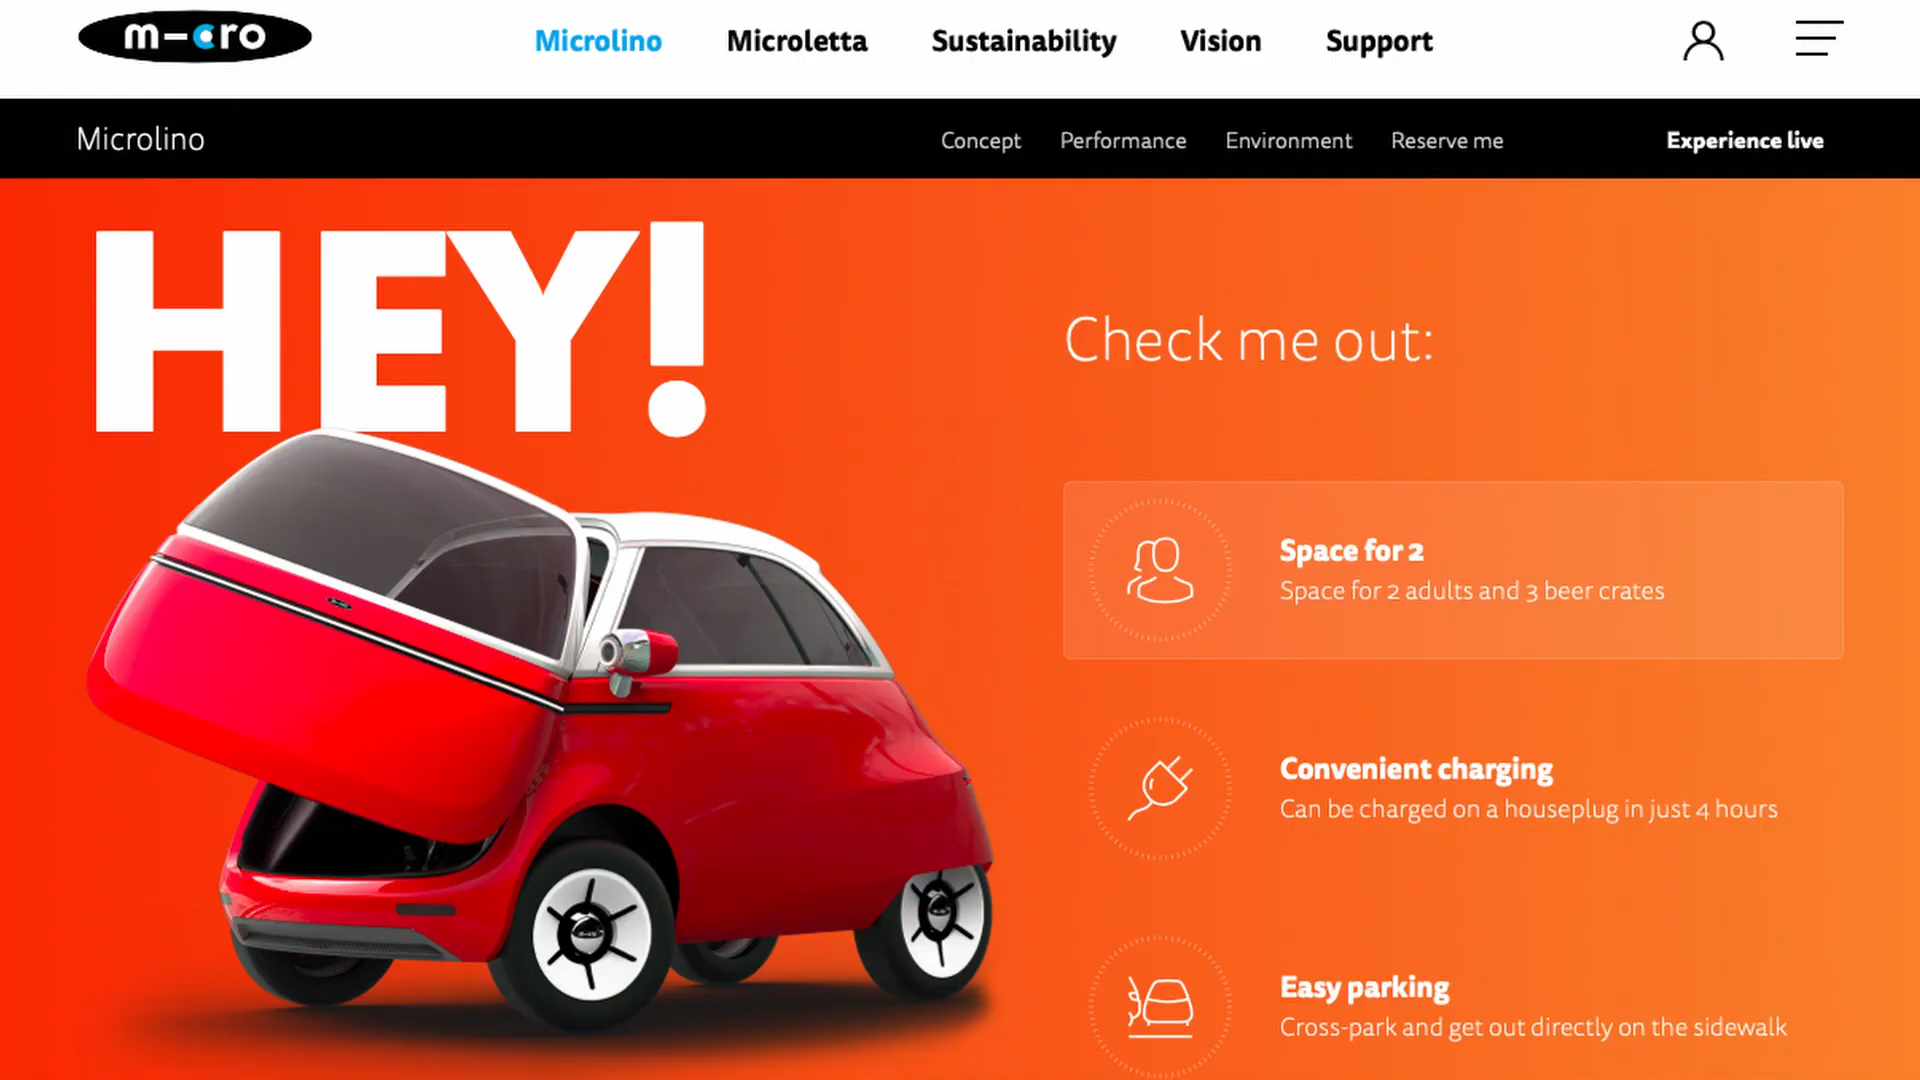 m-cro
Microlino
Microletta
Sustainability
Vision
Support
Microlino
Concept
Performance
Environment
Reserve me
Experience live
HEY!
Check me out:
Space for 2
Space for 2 adults and 3 beer crates
Convenient charging
Can be charged on a houseplug in just 4 hours
Easy parking
Cross-park and get out directly on the sidewalk